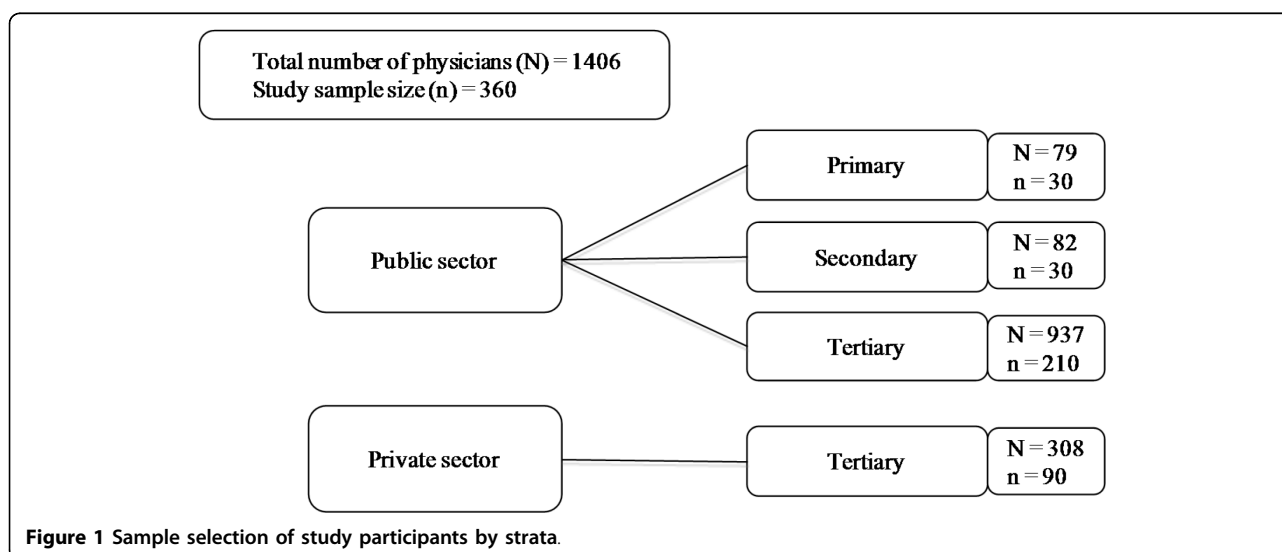 Total number of physicians (N) = 1406
Study sample size (n) = 360
Public sector
Primary
N = 79
n = 30
Secondary
N = 82
n = 30
Tertiary
N = 937
n = 210
Private sector
Tertiary
N = 308
n = 90
Figure 1 Sample selection of study participants by strata.